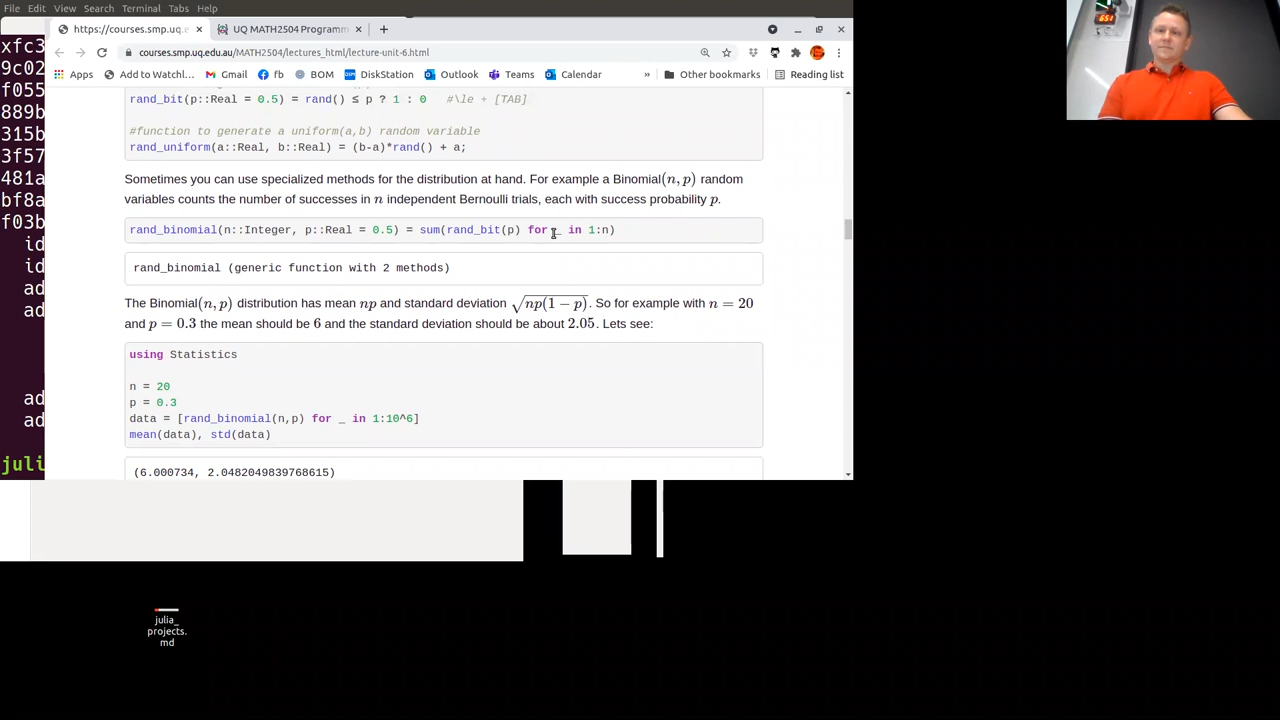 File Edit View Search Terminal Tabs Help
https://courses.smp.uq.e
UQ MATH2504 Programm
courses.smp.uq.edu.au/MATH2504/lectures_html/lecture-unit-6.html
Apps Add to Watchl... Gmail fb BOM DiskStation Outlook Teams Calendar » Other bookmarks Reading list
xfc3
9c02
f055
889b
315b
3f57
481a
bf8a
f03b
id
id
ad
ad
ad
ad
juli
rand_bit(p::Real = 0.5) = rand() ≤ p ? 1 : 0 #\le + [TAB]
#function to generate a uniform(a,b) random variable
rand_uniform(a::Real, b::Real) = (b-a)*rand() + a;
Sometimes you can use specialized methods for the distribution at hand. For example a Binomial(n, p) random
variables counts the number of successes in n independent Bernoulli trials, each with success probability p.
rand_binomial(n::Integer, p::Real = 0.5) = sum(rand_bit(p) for _ in 1:n)
rand_binomial (generic function with 2 methods)
The Binomial(n, p) distribution has mean np and standard deviation √np(1 − p). So for example with n = 20
and p = 0.3 the mean should be 6 and the standard deviation should be about 2.05. Lets see:
using Statistics
n = 20
p = 0.3
data = [rand_binomial(n,p) for _ in 1:10^6]
mean(data), std(data)
(6.000734, 2.0482049839768615)
julia_
projects.
md